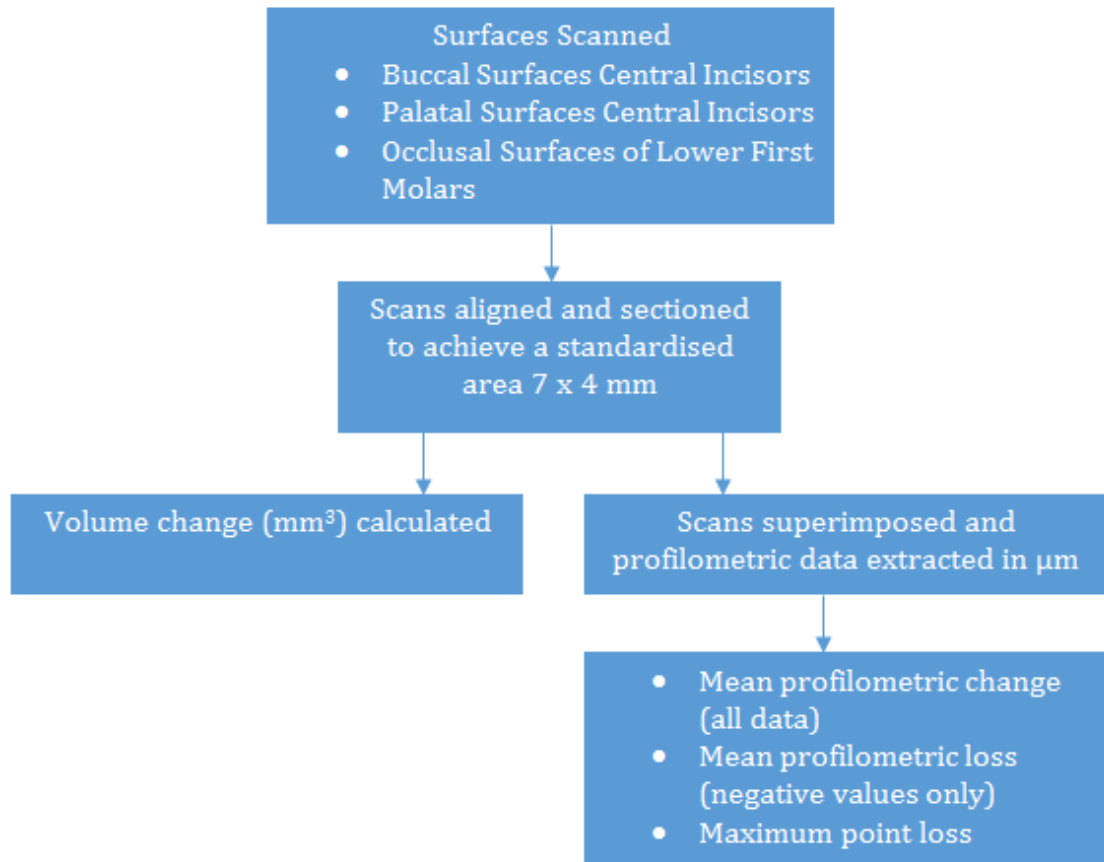 Surfaces Scanned
• Buccal Surfaces Central Incisors
• Palatal Surfaces Central Incisors
• Occlusal Surfaces of Lower First
Molars
Scans aligned and sectioned
to achieve a standardised
area 7 x 4 mm
Volume change (mm³) calculated
Scans superimposed and
profilometric data extracted in µm
• Mean profilometric change
(all data)
• Mean profilometric loss
(negative values only)
• Maximum point loss